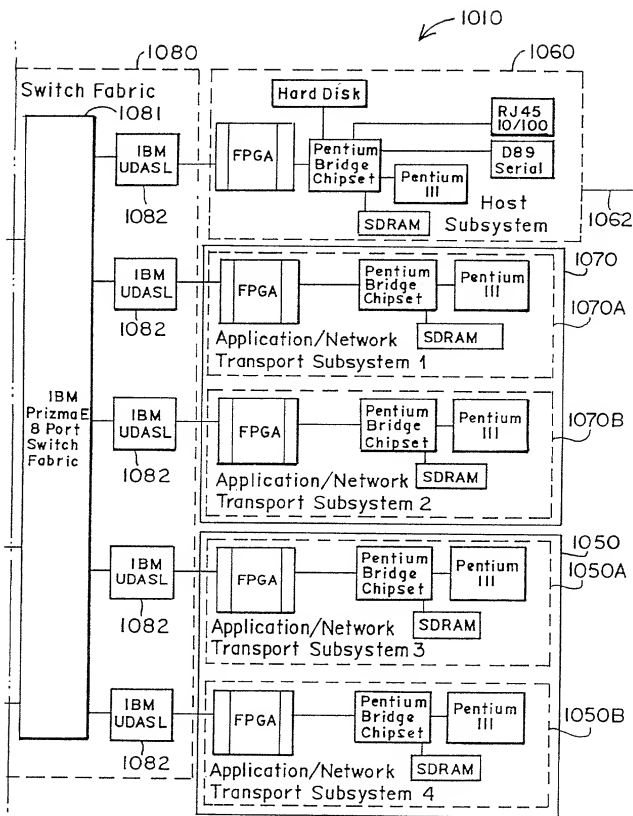 1010
1080
1060
Switch Fabric
1081
Hard Disk
RJ45
10/100
IBM
UDASL
FPGA
Pentium
Bridge
Chipset
D89
Serial
Pentium
III
1082
Host
Subsystem
SDRAM
1062
1070
IBM
UDASL
FPGA
Pentium
Bridge
Chipset
Pentium
III
1070A
1082
SDRAM
Application/Network
Transport Subsystem 1
IBM
PrizmaE
8 Port
Switch
Fabric
IBM
UDASL
FPGA
Pentium
Bridge
Chipset
Pentium
III
1070B
1082
SDRAM
Application/Network
Transport Subsystem 2
1050
IBM
UDASL
FPGA
Pentium
Bridge
Chipset
Pentium
III
1050A
1082
SDRAM
Application/Network
Transport Subsystem 3
IBM
UDASL
FPGA
Pentium
Bridge
Chipset
Pentium
III
1050B
1082
SDRAM
Application/Network
Transport Subsystem 4